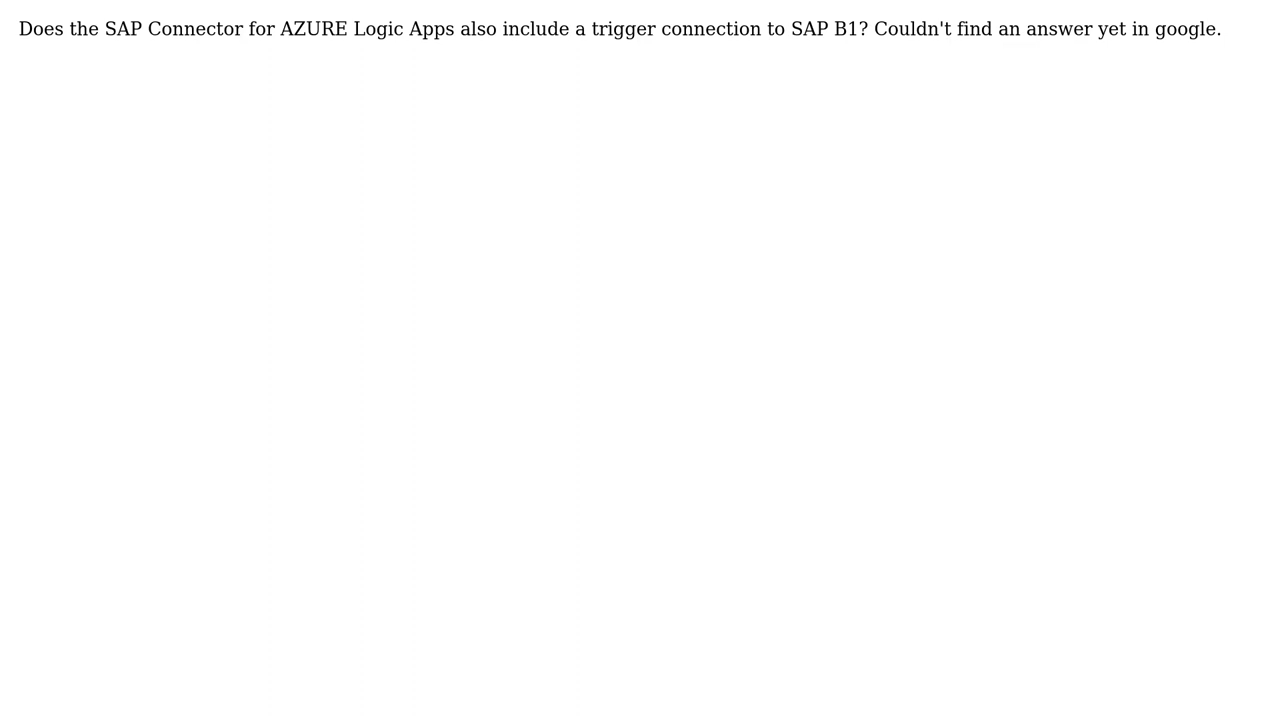 Does the SAP Connector for AZURE Logic Apps also include a trigger connection to SAP B1? Couldn't find an answer yet in google.